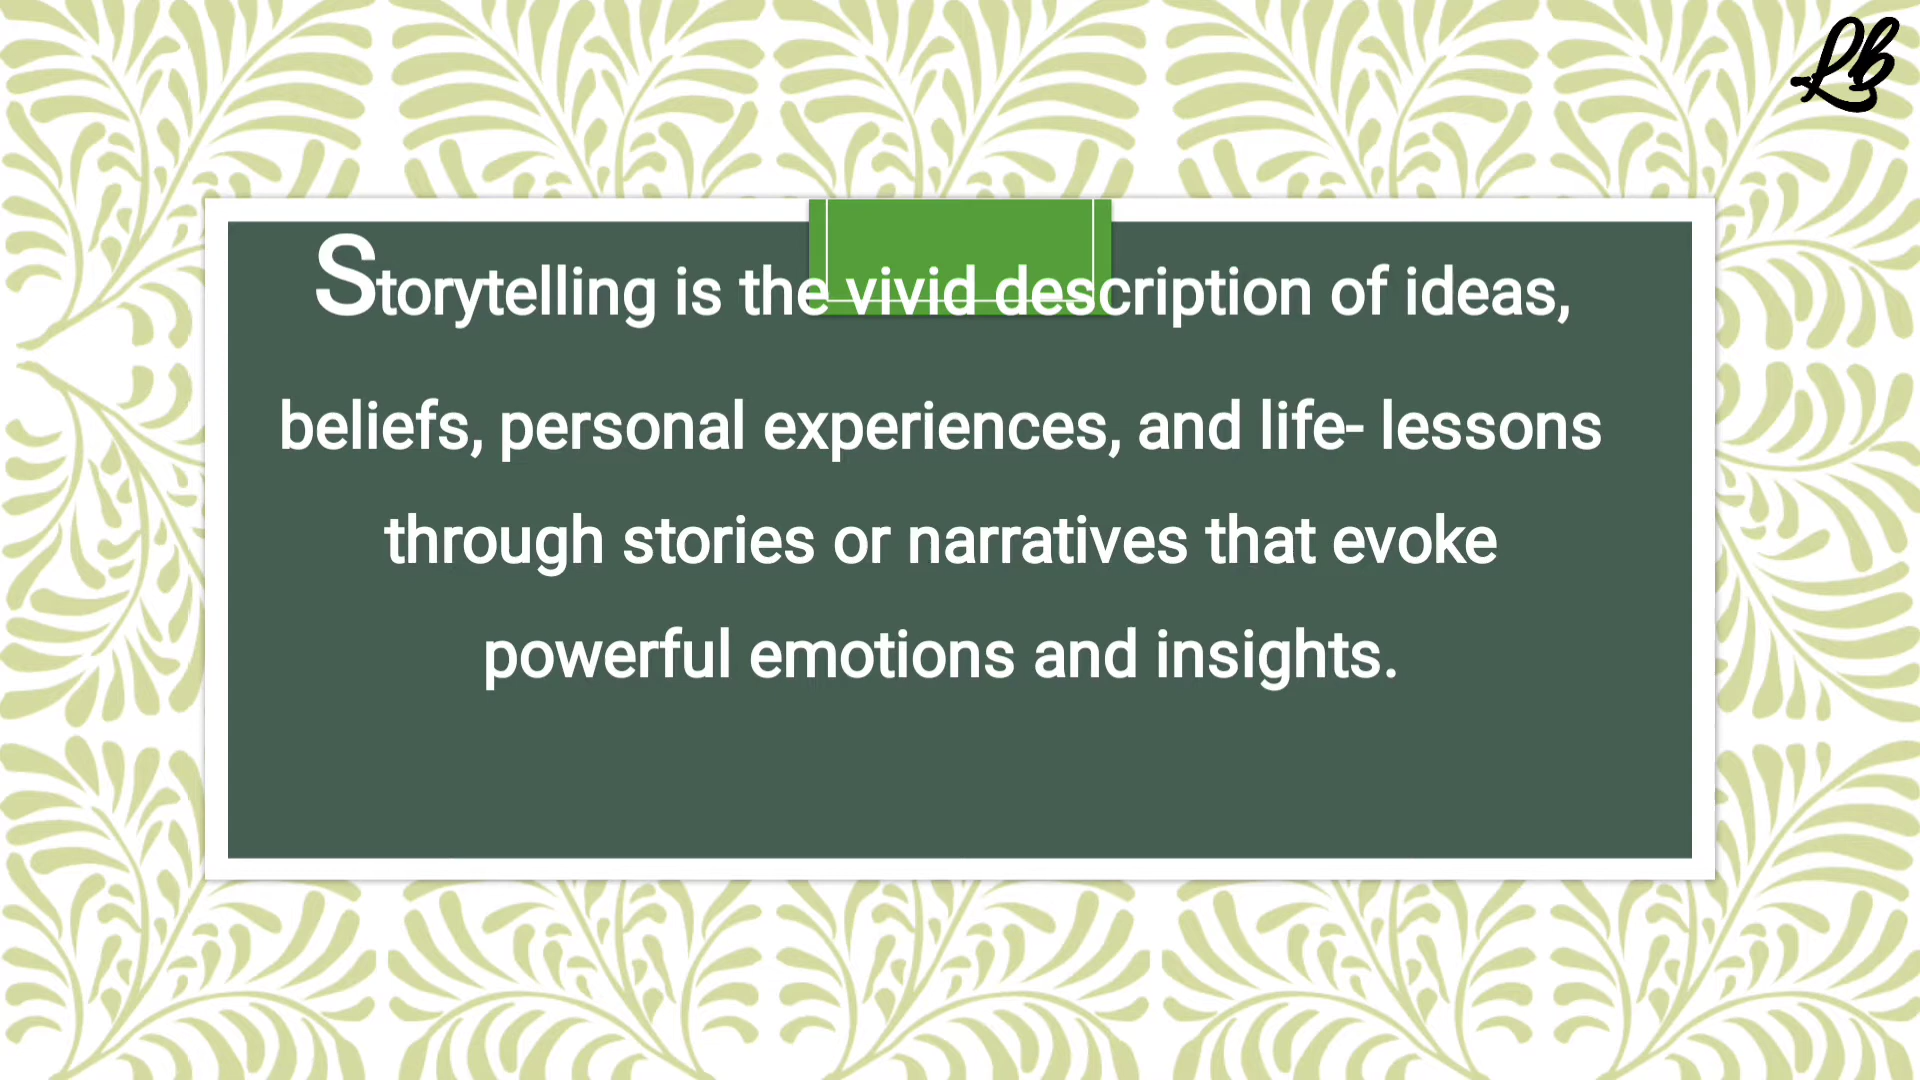 Storytelling is the vivid description of ideas,
beliefs, personal experiences, and life- lessons
through stories or narratives that evoke
powerful emotions and insights.